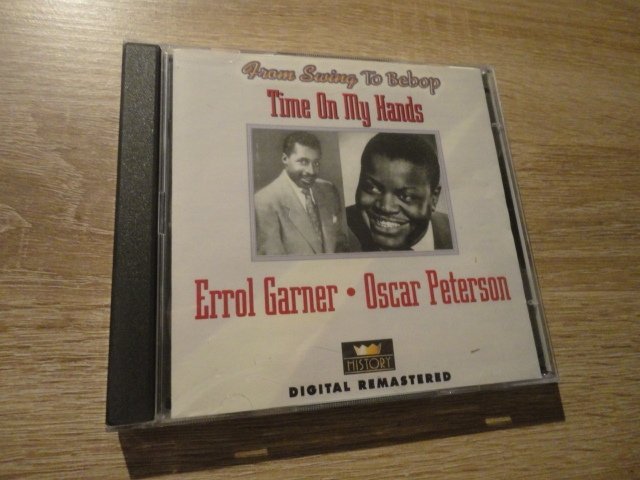 From Swing To Bebop
Time On My Hands
Errol Garner • Oscar Peterson
HISTORY
DIGITAL REMASTERED